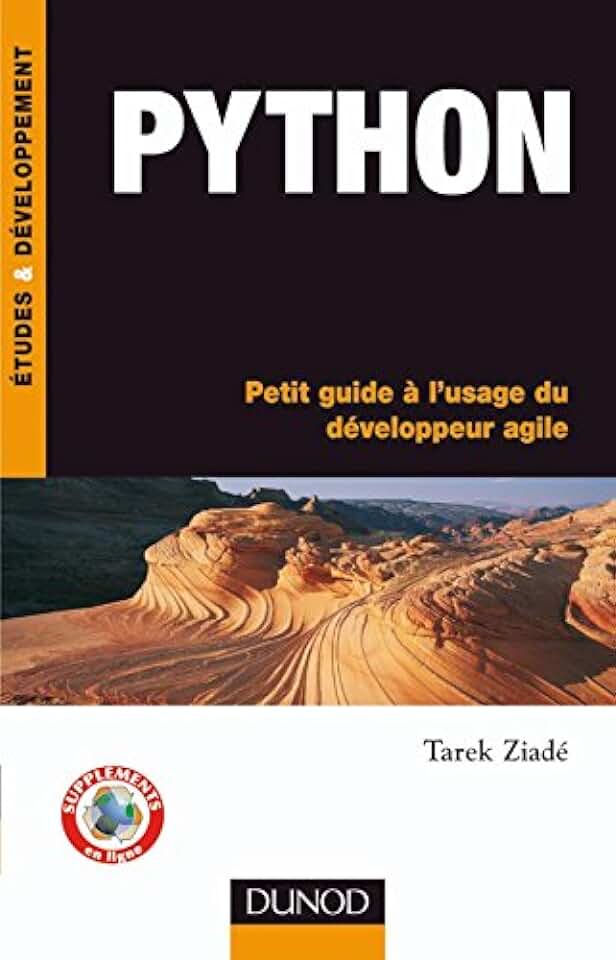 ÉTUDES & DÉVELOPPEMENT
PYTHON
Petit guide à l'usage du
développeur agile
Tarek Ziadé
SUPPLÉMENTS
en ligne
DUNOD